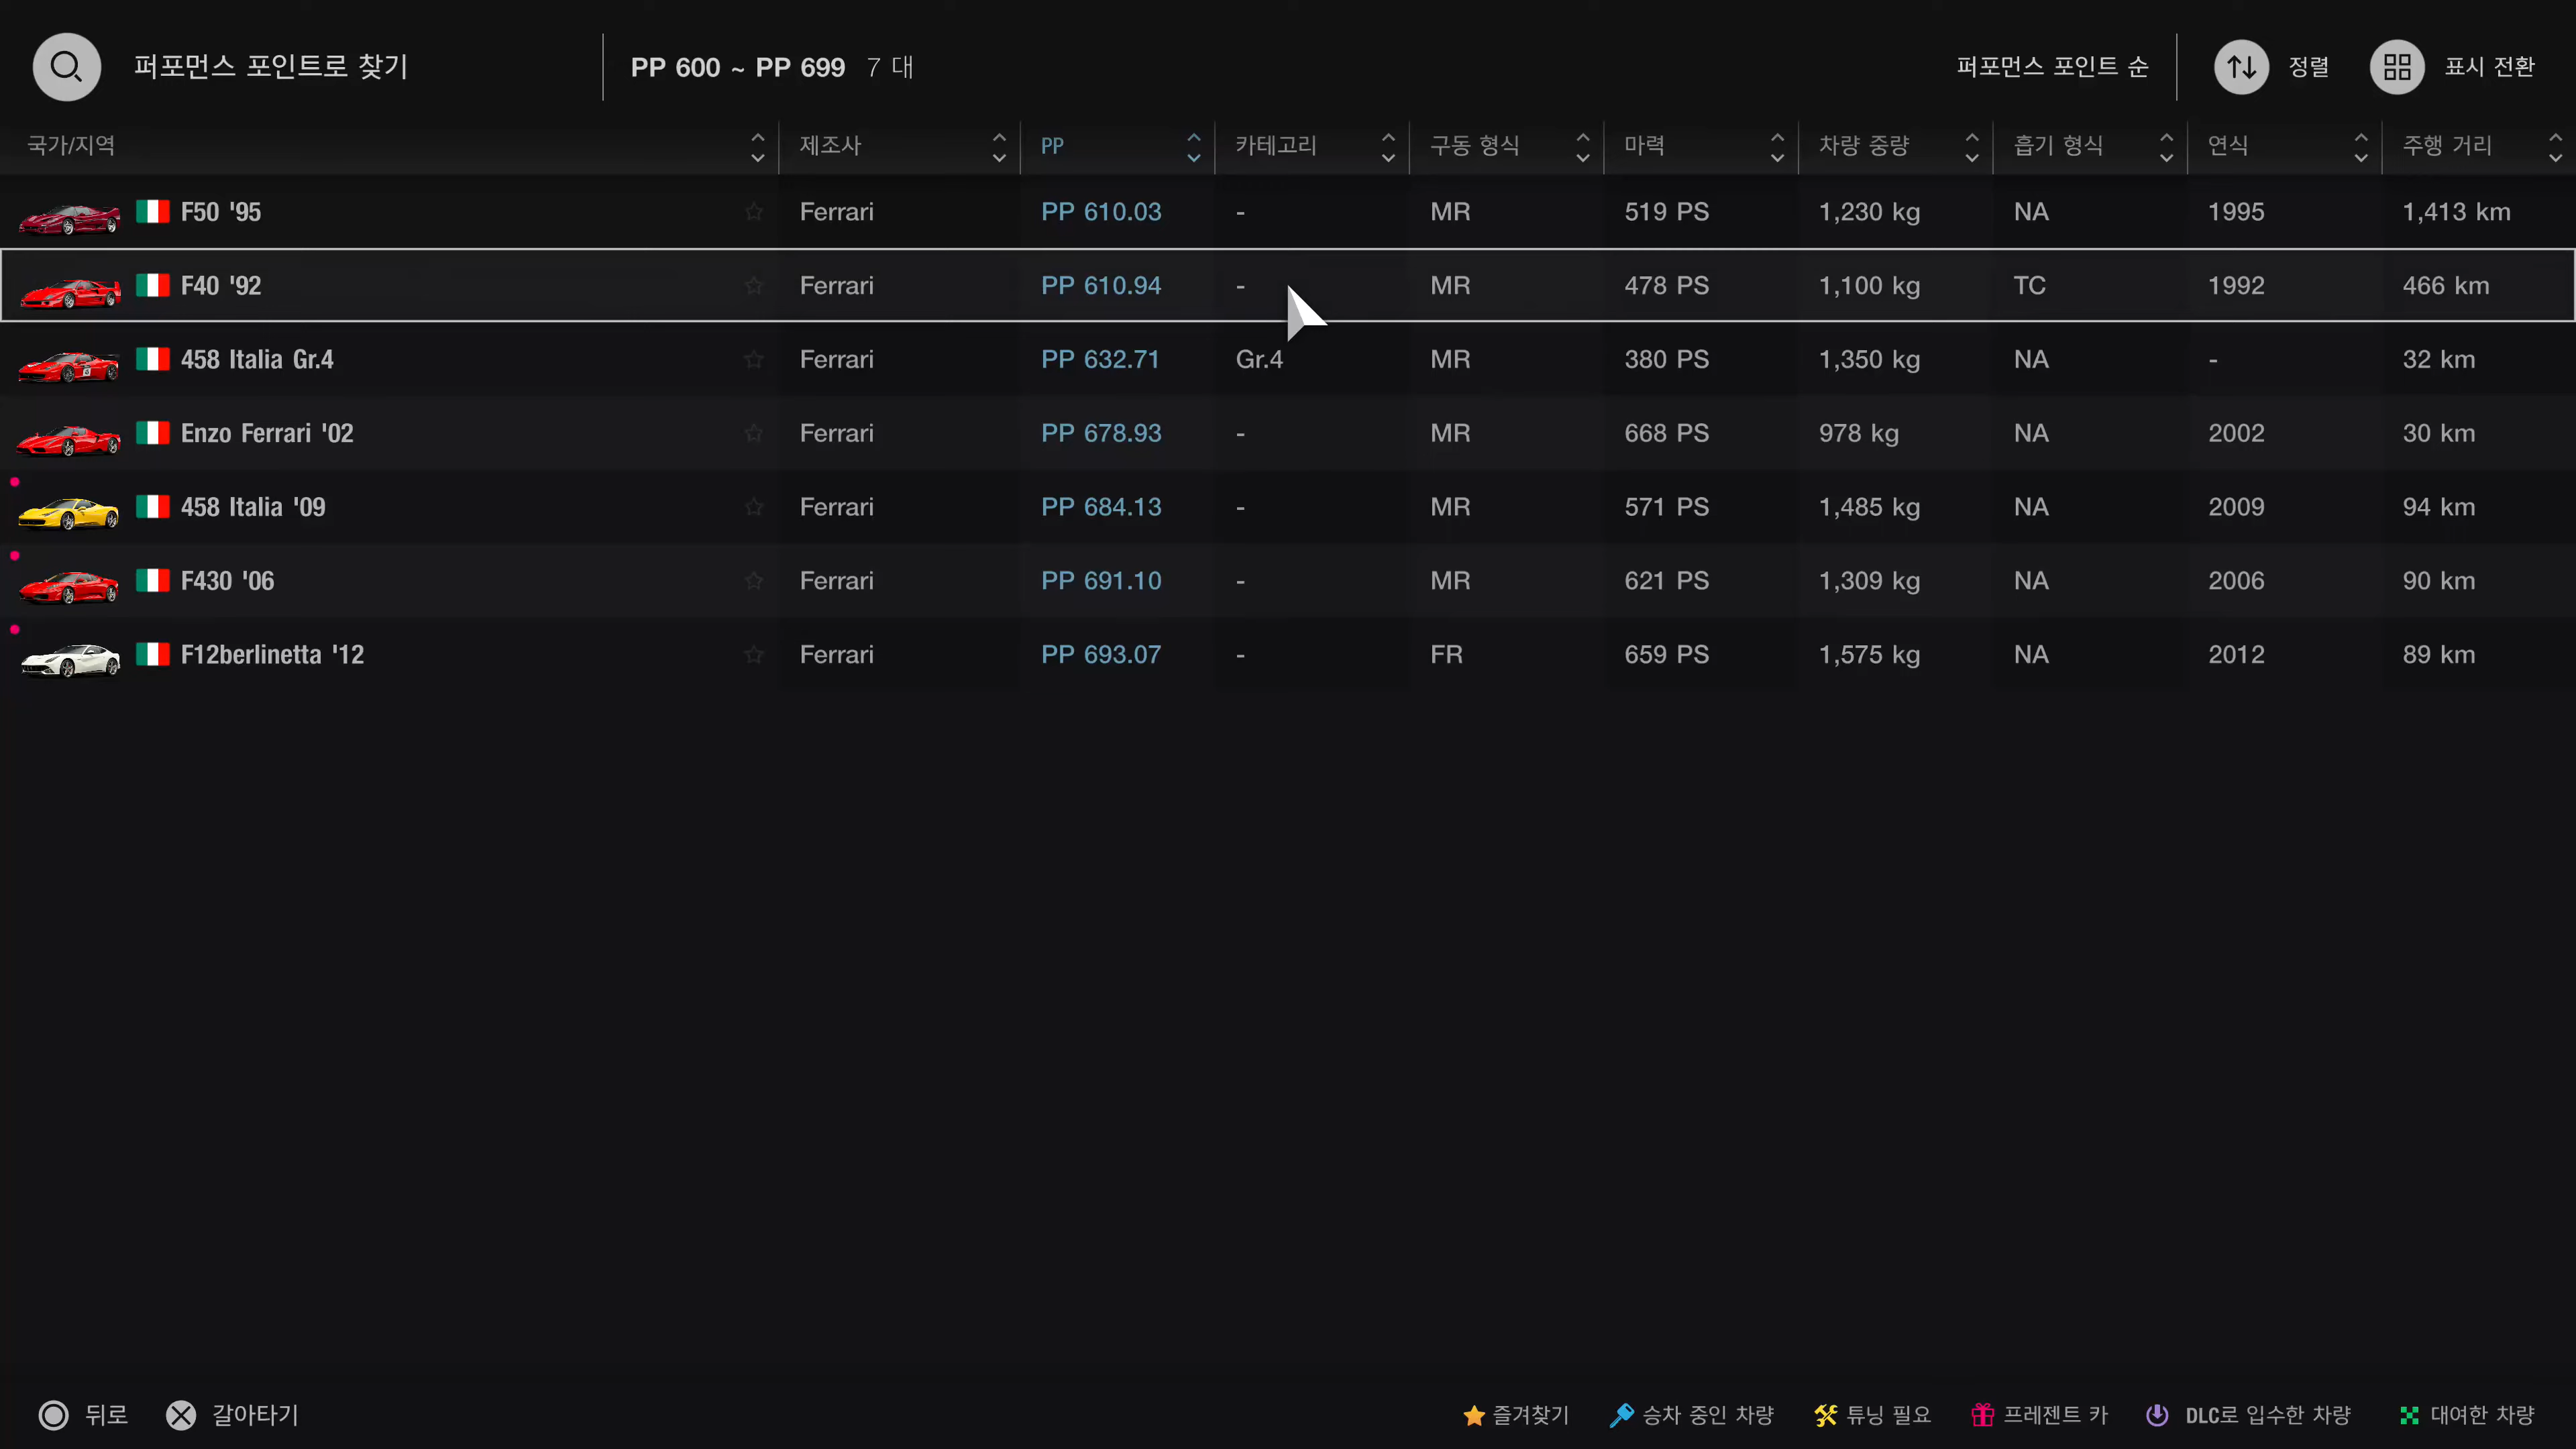 퍼포먼스 포인트로 찾기 PP 600 ~ PP 699 7 대 퍼포먼스 포인트 순 정렬 표시 전환
국가/지역 제조사 PP 카테고리 구동 형식 마력 차량 중량 흡기 형식 연식 주행 거리
F50 '95 Ferrari PP 610.03 - MR 519 PS 1,230 kg NA 1995 1,413 km
F40 '92 Ferrari PP 610.94 - MR 478 PS 1,100 kg TC 1992 466 km
458 Italia Gr.4 Ferrari PP 632.71 Gr.4 MR 380 PS 1,350 kg NA - 32 km
Enzo Ferrari '02 Ferrari PP 678.93 - MR 668 PS 978 kg NA 2002 30 km
458 Italia '09 Ferrari PP 684.13 - MR 571 PS 1,485 kg NA 2009 94 km
F430 '06 Ferrari PP 691.10 - MR 621 PS 1,309 kg NA 2006 90 km
F12berlinetta '12 Ferrari PP 693.07 - FR 659 PS 1,575 kg NA 2012 89 km
뒤로 갈아타기 즐겨찾기 승차 중인 차량 튜닝 필요 프레젠트 카 DLC로 입수한 차량 대여한 차량